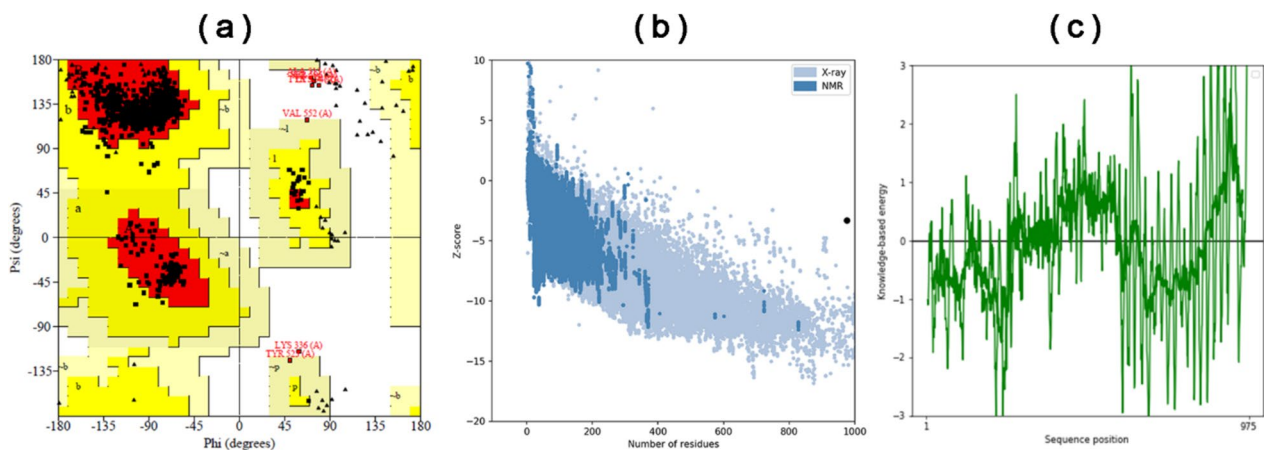 (a)
(b)
(c)
180
135
90
45
0
-45
-90
-135
-180
-135
-90
-45
0
45
90
135
180
Psi (degrees)
Phi (degrees)
b
~b
~b
VAL 552 (A)
~l
l
a
~a
LYS 336 (A)
TYR 525 (A)
~p
p
~b
b
~b
~b
10
5
0
-5
-10
-15
-20
0
200
400
600
800
1000
Z-score
Number of residues
X-ray
NMR
3
2
1
0
-1
-2
-3
1
975
Knowledge-based energy
Sequence position